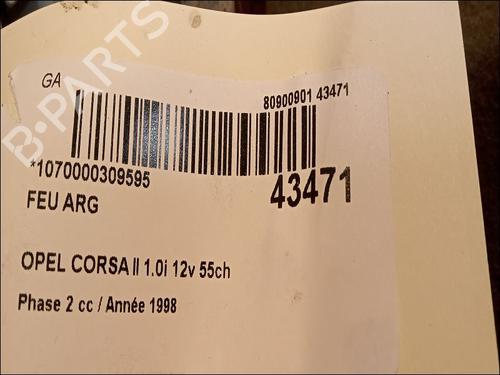 GA
80900901 43471
*1070000309595
43471
FEU ARG
OPEL CORSA II 1.0i 12v 55ch
Phase 2 cc / Année 1998
B-PARTS